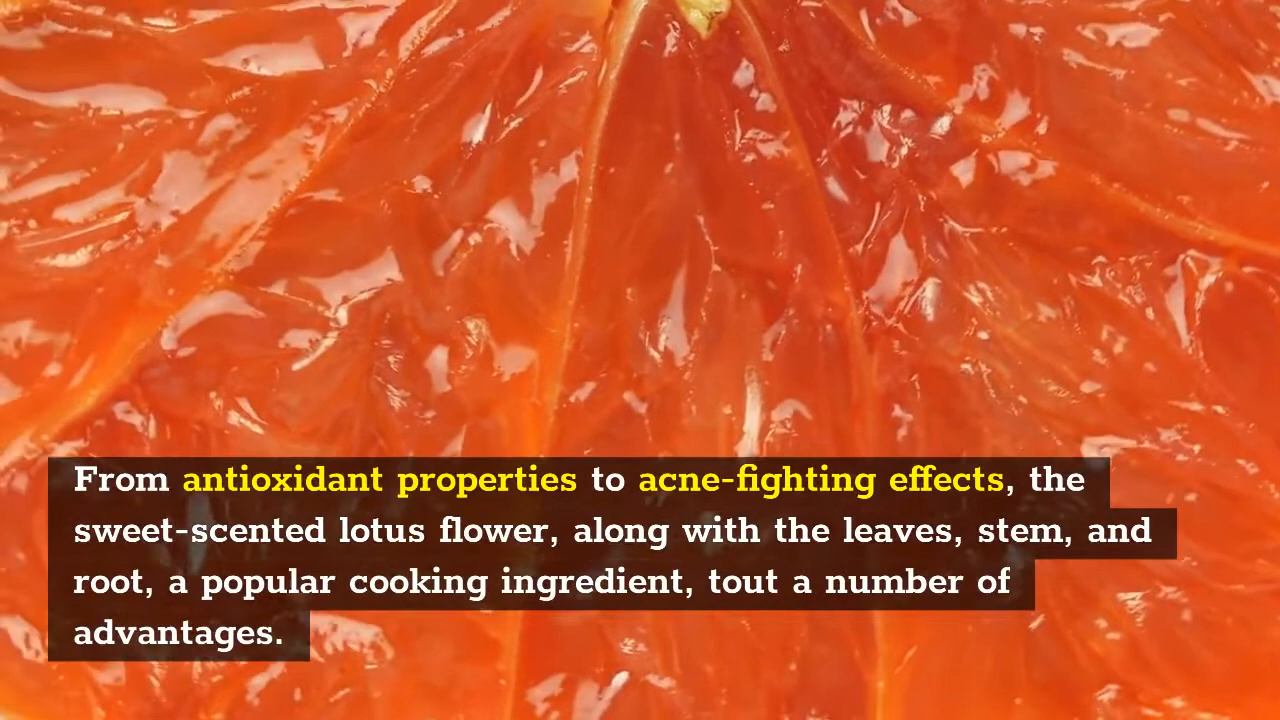 From antioxidant properties to acne-fighting effects, the
sweet-scented lotus flower, along with the leaves, stem, and
root, a popular cooking ingredient, tout a number of
advantages.